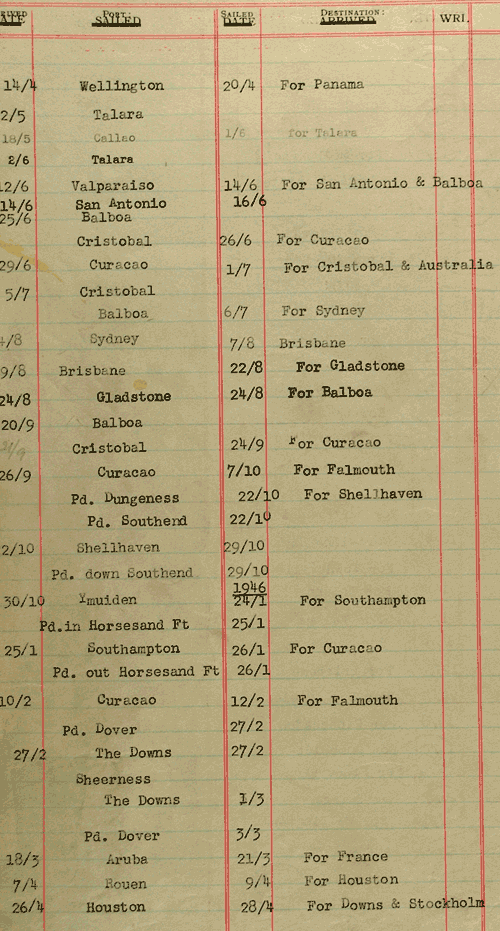 DATE SAILED PORT: SAILED DATE DESTINATION: ARRIVED WRI.
14/4 Wellington 20/4 For Panama
2/5 Talara
18/5 Callao 1/6 for Talara
2/6 Talara
12/6 Valparaiso 14/6 For San Antonio & Balboa
14/6 San Antonio 16/6
25/6 Balboa
Cristobal 26/6 For Curacao
29/6 Curacao 1/7 For Cristobal & Australia
5/7 Cristobal
Balboa 6/7 For Sydney
/8 Sydney 7/8 Brisbane
9/8 Brisbane 22/8 For Gladstone
24/8 Gladstone 24/8 For Balboa
20/9 Balboa
Cristobal 24/9 For Curacao
26/9 Curacao 7/10 For Falmouth
Pd. Dungeness 22/10 For Shellhaven
Pd. Southend 22/10
2/10 Shellhaven 29/10
Pd. down Southend 29/10
1946
30/10 Ymuiden 24/1 For Southampton
Pd.in Horsesand Ft 25/1
25/1 Southampton 26/1 For Curacao
Pd. out Horsesand Ft 26/1
10/2 Curacao 12/2 For Falmouth
Pd. Dover 27/2
27/2 The Downs 27/2
Sheerness
The Downs 1/3
Pd. Dover 3/3
18/3 Aruba 21/3 For France
7/4 Rouen 9/4 For Houston
26/4 Houston 28/4 For Downs & Stockholm